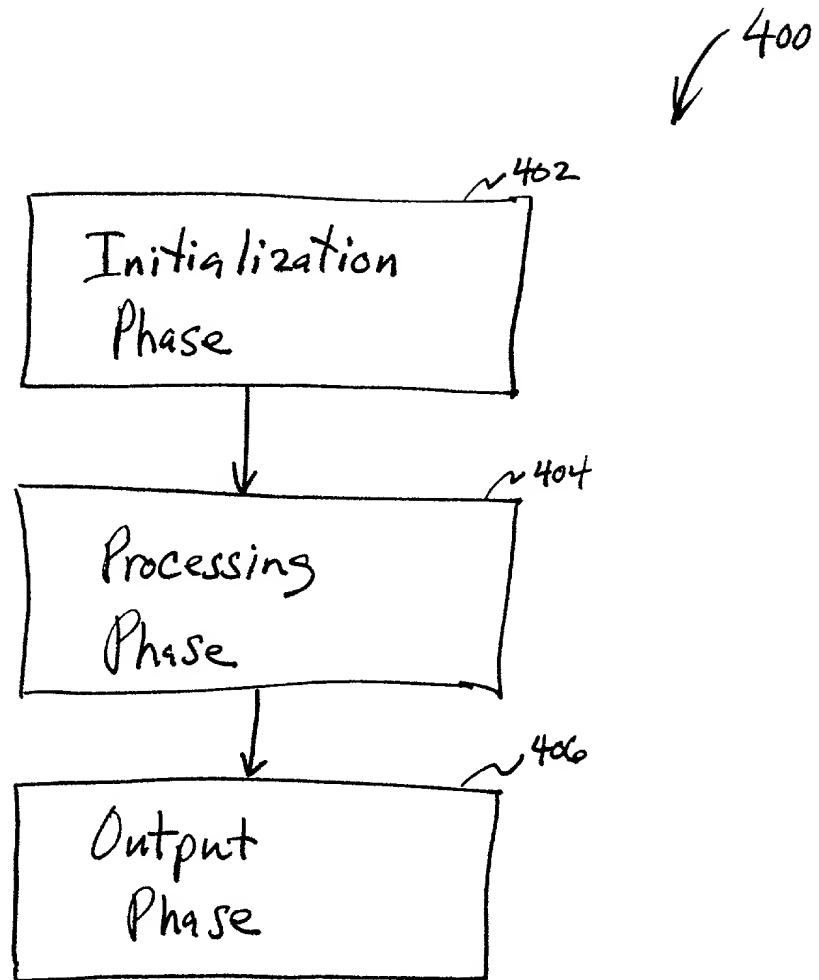 400
402
Initialization
Phase
404
Processing
Phase
406
Output
Phase